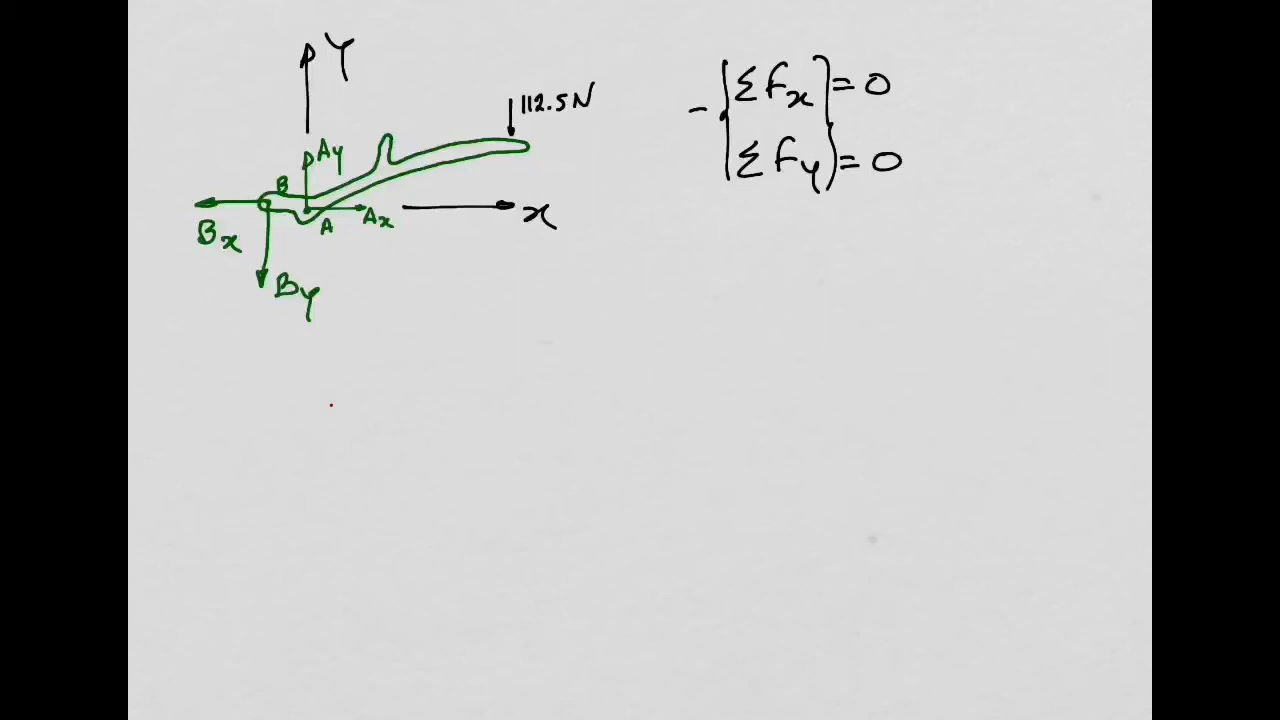 Y
112.5N
Ay
B
Bx
A
Ax
x
By
ΣFx = 0
ΣFy = 0